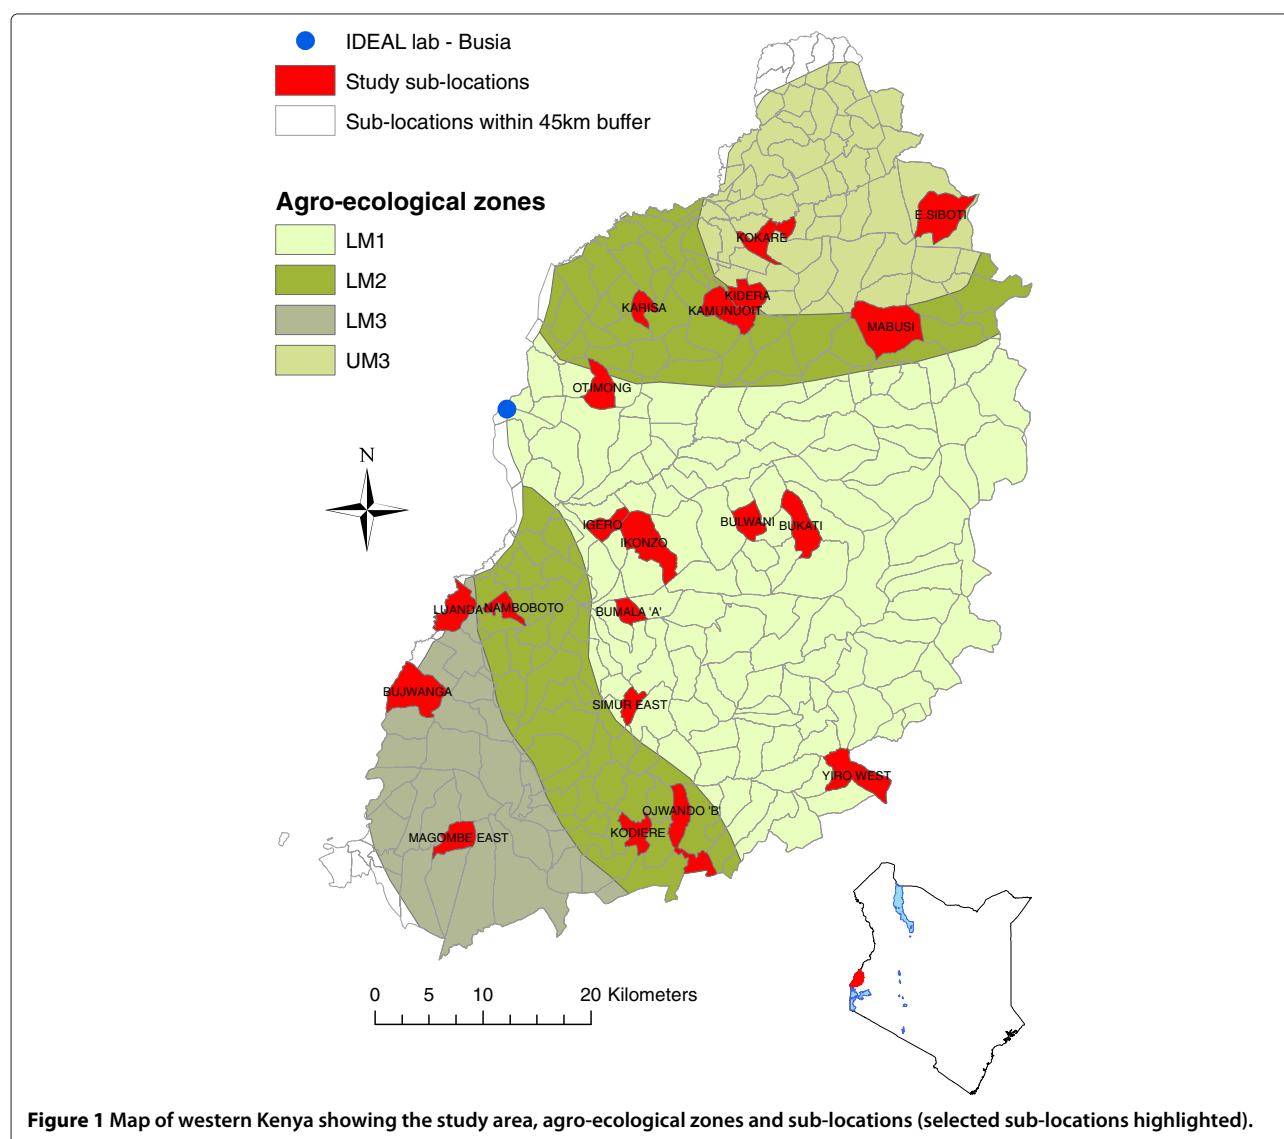 IDEAL lab - Busia
Study sub-locations
Sub-locations within 45km buffer
Agro-ecological zones
LM1
LM2
LM3
UM3
N
E.SIBOTI
KOKARE
KIDERA
KARISA
KAMUNUOIT
MABUSI
OTIMONG
IGERO
IKONZO
BULWANI
BUKATI
LUANDA
NAMBOBOTO
BUMALA 'A'
BUJWANGA
SIMUR EAST
YIRO WEST
OJWANDO 'B'
KODIERE
MAGOMBE EAST
0 5 10 20 Kilometers
Figure 1 Map of western Kenya showing the study area, agro-ecological zones and sub-locations (selected sub-locations highlighted).